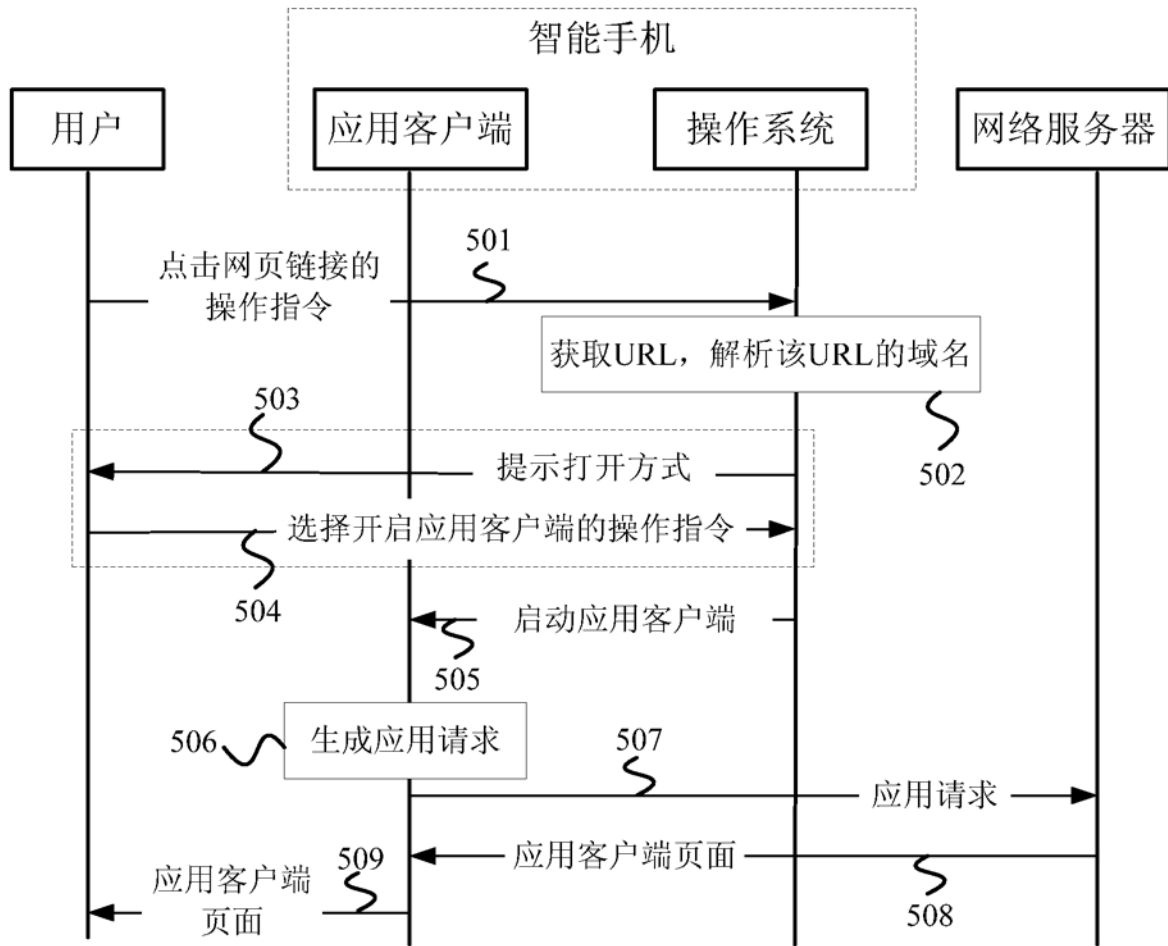 智能手机
用户
应用客户端
操作系统
网络服务器
501
点击网页链接的
操作指令
获取URL，解析该URL的域名
502
503
提示打开方式
选择开启应用客户端的操作指令
504
启动应用客户端
505
506
生成应用请求
507
应用请求
应用客户端页面
508
509
应用客户端
页面